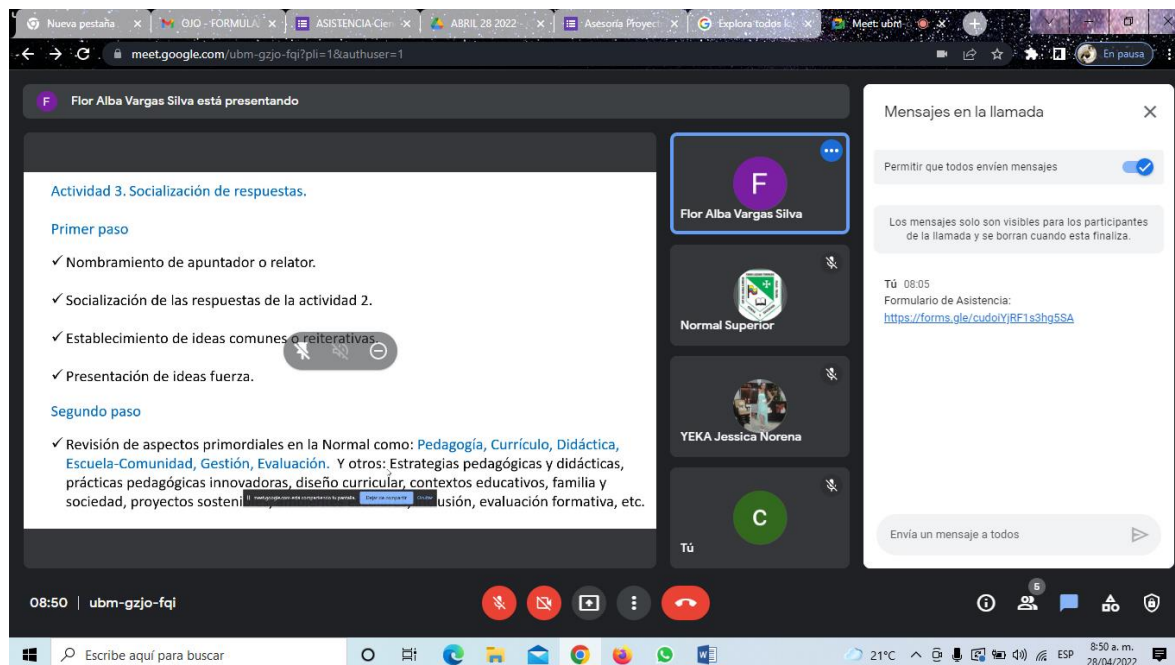 Nueva pestaña
OJO - FORMULA
ASISTENCIA Cien
ABRIL 28 2022 -
Asesoría Proyect
Explora todos l
Meet: ubm
meet.google.com/ubm-gzjo-fqi?pli=1&authuser=1
En pausa
F Flor Alba Vargas Silva está presentando
Actividad 3. Socialización de respuestas.
Primer paso
✓ Nombramiento de apuntador o relator.
✓ Socialización de las respuestas de la actividad 2.
✓ Establecimiento de ideas comunes o reiterativas.
✓ Presentación de ideas fuerza.
Segundo paso
✓ Revisión de aspectos primordiales en la Normal como: Pedagogía, Currículo, Didáctica,
Escuela-Comunidad, Gestión, Evaluación. Y otros: Estrategias pedagógicas y didácticas,
prácticas pedagógicas innovadoras, diseño curricular, contextos educativos, familia y
sociedad, proyectos sosteni usión, evaluación formativa, etc.
Dejar de compartir
F
Flor Alba Vargas Silva
Normal Superior
YEKA Jessica Norena
C
Tú
Mensajes en la llamada
Permitir que todos envíen mensajes
Los mensajes solo son visibles para los participantes
de la llamada y se borran cuando esta finaliza.
Tú 08:05
Formulario de Asistencia:
https://forms.gle/cudoiYjRF1s3hg5SA
Envía un mensaje a todos
08:50 | ubm-gzjo-fqi
5
Escribe aquí para buscar
21°C
ESP
8:50 a. m.
28/04/2022